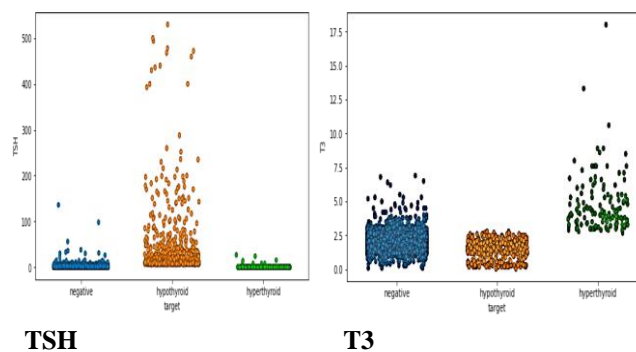 TSH
500
400
300
200
100
0
negative
hypothyroid
hyperthyroid
target
T3
17.5
15.0
12.5
10.0
7.5
5.0
2.5
0.0
negative
hypothyroid
hyperthyroid
target
TSH
T3